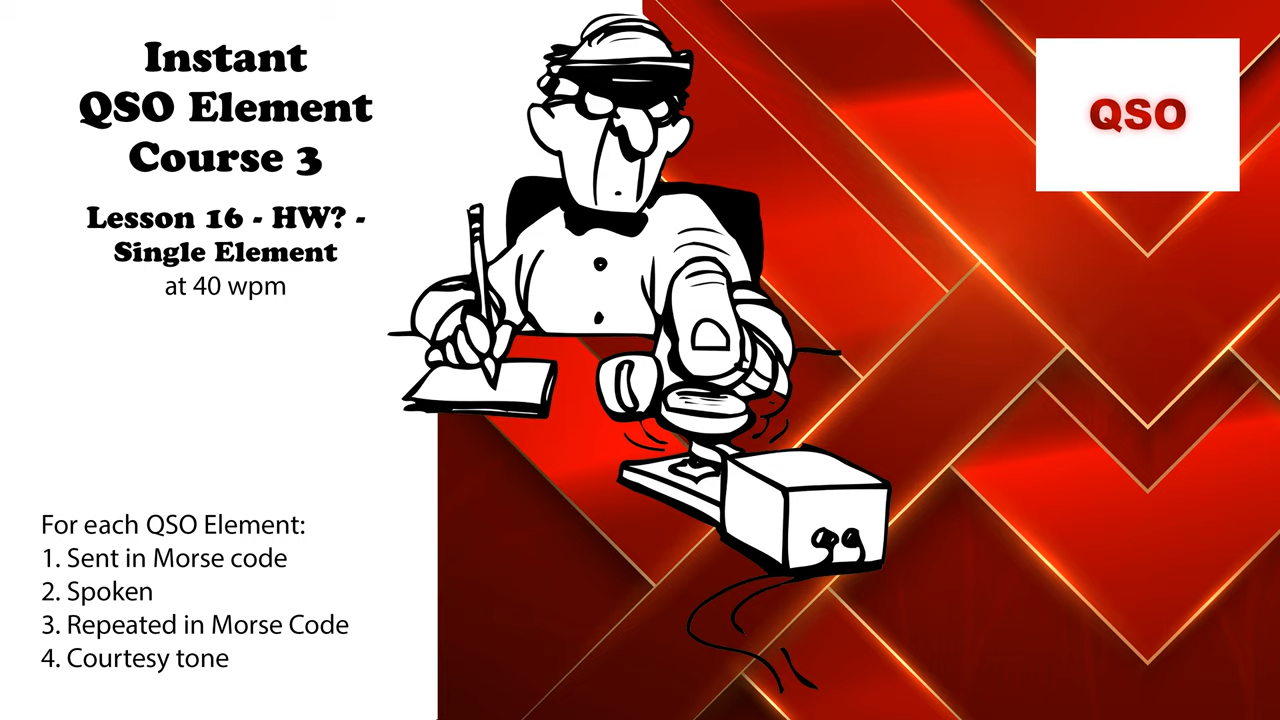 Instant
QSO Element
Course 3
Lesson 16 - HW? -
Single Element
at 40 wpm
QSO
For each QSO Element:
1. Sent in Morse code
2. Spoken
3. Repeated in Morse Code
4. Courtesy tone